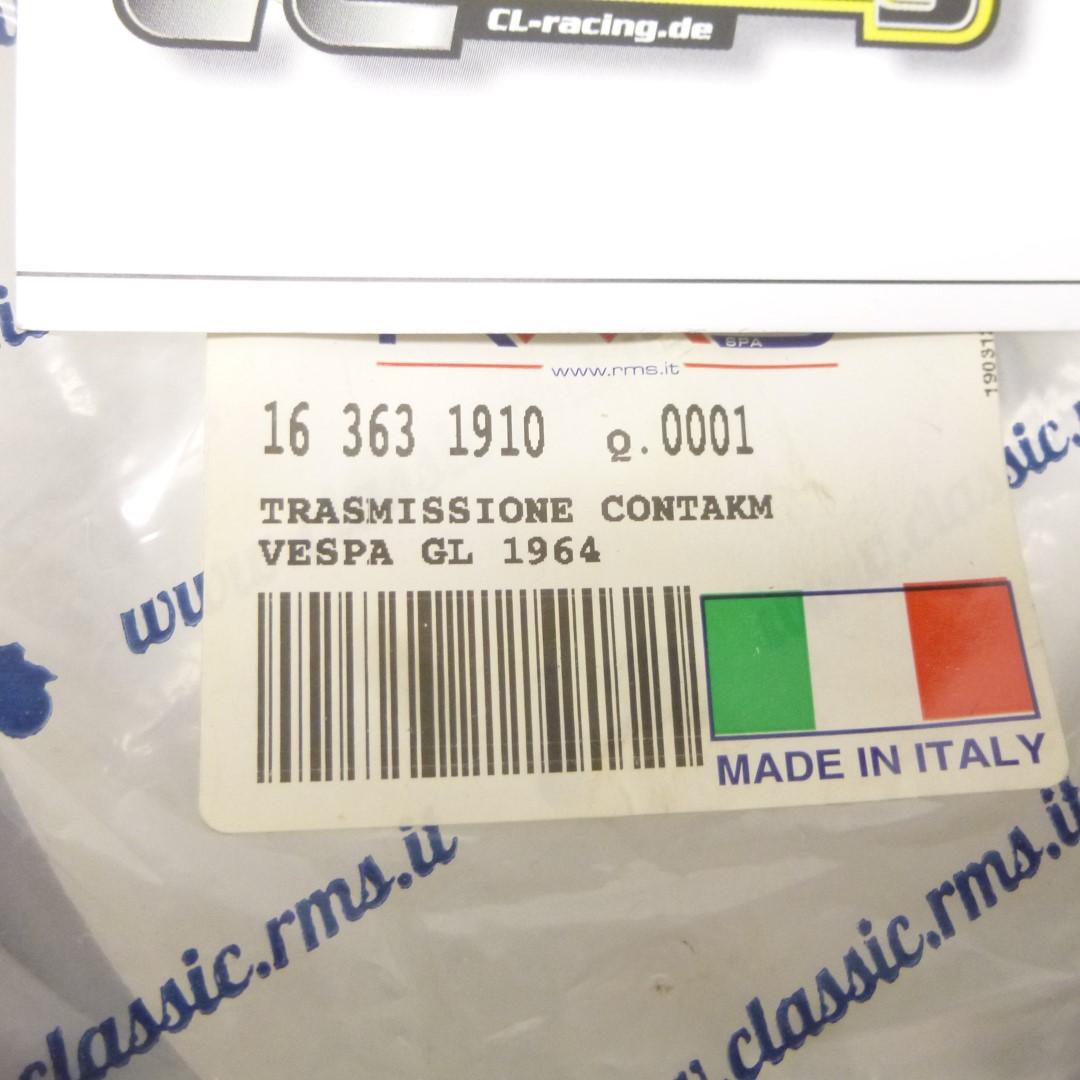 CL-racing.de
SPA
www.rms.it
16 363 1910 Q.0001
TRASMISSIONE CONTAKM
VESPA GL 1964
MADE IN ITALY
classic.rms.it
classic.rms.it